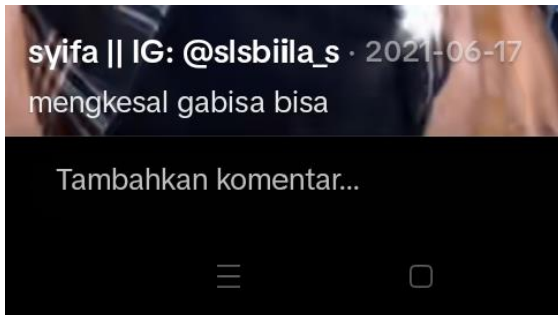 syifa || IG: @slsbiila_s · 2021-06-17
mengkesal gabisa bisa
Tambahkan komentar...